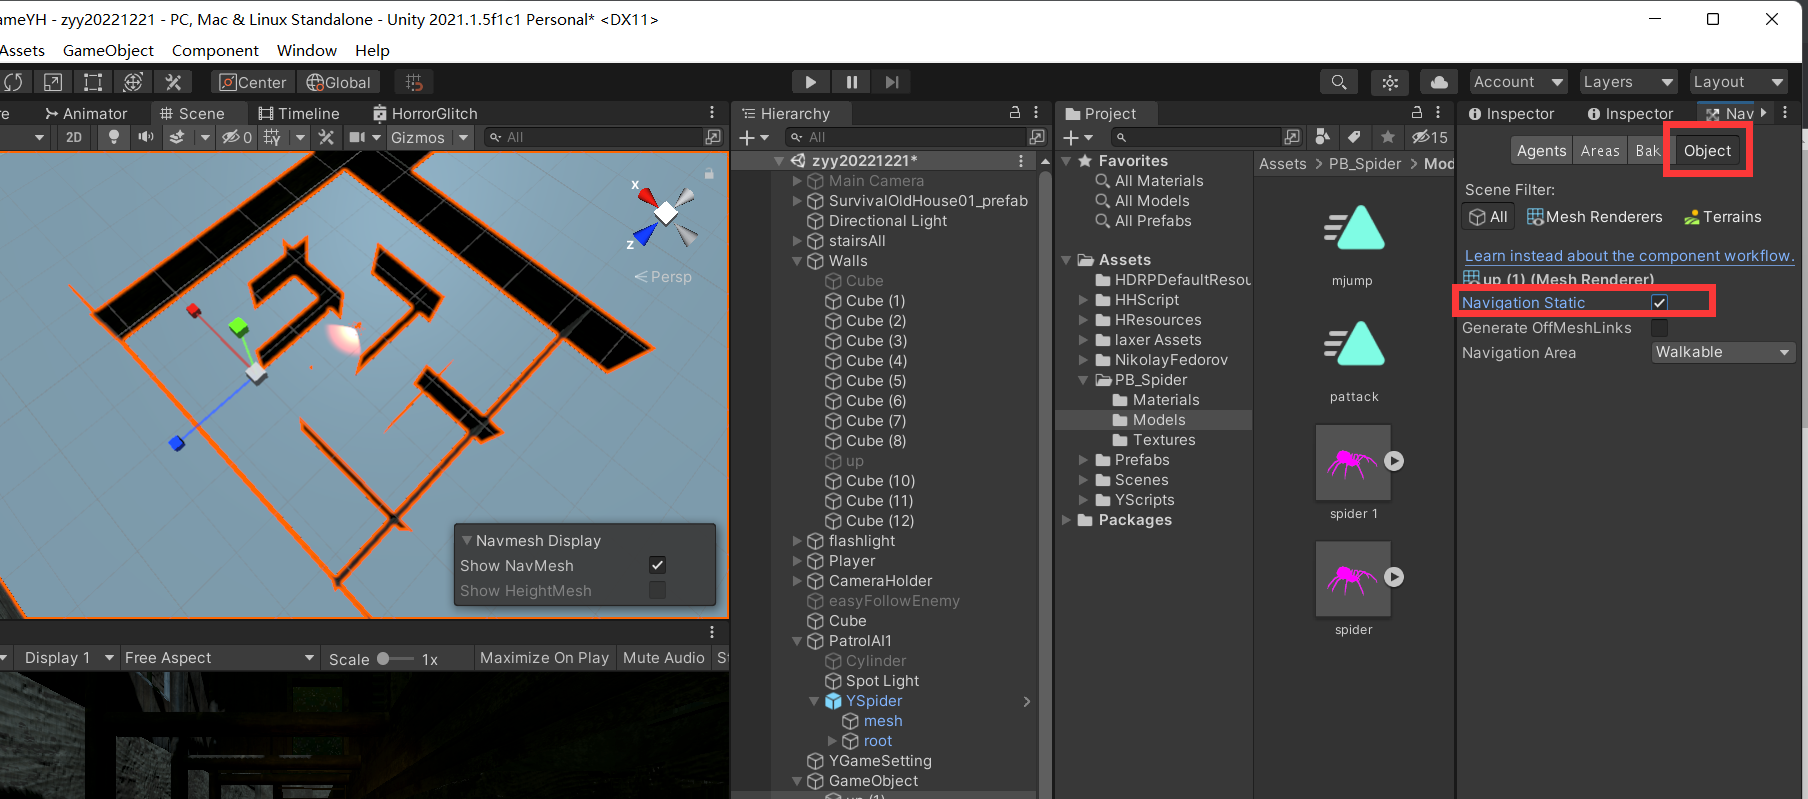 ameYH - zyy20221221 - PC, Mac & Linux Standalone - Unity 2021.1.5f1c1 Personal* <DX11>
Assets GameObject Component Window Help
Center Global Account Layers Layout
re Animator Scene Timeline HorrorGlitch
2D 0 Gizmos All
x
z
Persp
Navmesh Display
Show NavMesh
Show HeightMesh
Display 1 Free Aspect Scale 1x Maximize On Play Mute Audio St
Hierarchy
All
zyy20221221*
Main Camera
SurvivalOldHouse01_prefab
Directional Light
stairsAll
Walls
Cube
Cube (1)
Cube (2)
Cube (3)
Cube (4)
Cube (5)
Cube (6)
Cube (7)
Cube (8)
up
Cube (10)
Cube (11)
Cube (12)
flashlight
Player
CameraHolder
easyFollowEnemy
Cube
PatrolAI1
Cylinder
Spot Light
YSpider
mesh
root
YGameSetting
GameObject
up (1)
Project
15
Favorites
All Materials
All Models
All Prefabs
Assets
HDRPDefaultResou
HHScript
HResources
laxer Assets
NikolayFedorov
PB_Spider
Materials
Models
Textures
Prefabs
Scenes
YScripts
Packages
Assets > PB_Spider > Mod
mjump
pattack
spider 1
spider
Inspector Inspector Nav
Agents Areas Bak Object
Scene Filter:
All Mesh Renderers Terrains
Learn instead about the component workflow.
up (1) (Mesh Renderer)
Navigation Static
Generate OffMeshLinks
Navigation Area Walkable